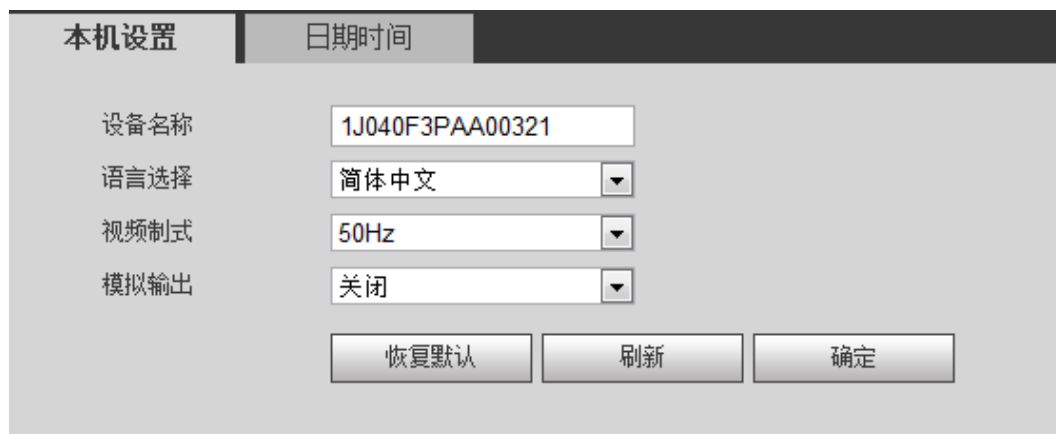 本机设置 日期时间
设备名称 1J040F3PAA00321
语言选择 简体中文
视频制式 50Hz
模拟输出 关闭
恢复默认 刷新 确定